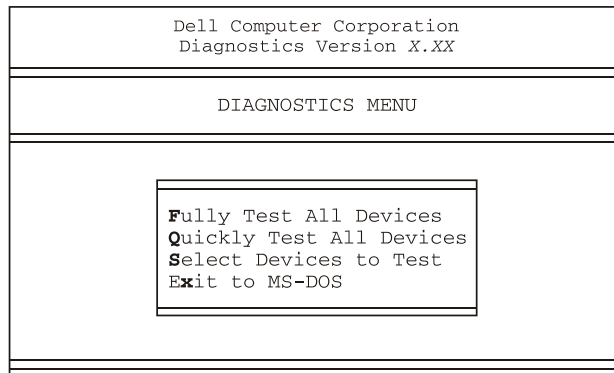 Dell Computer Corporation
Diagnostics Version X.XX
DIAGNOSTICS MENU
Fully Test All Devices
Quickly Test All Devices
Select Devices to Test
Exit to MS-DOS